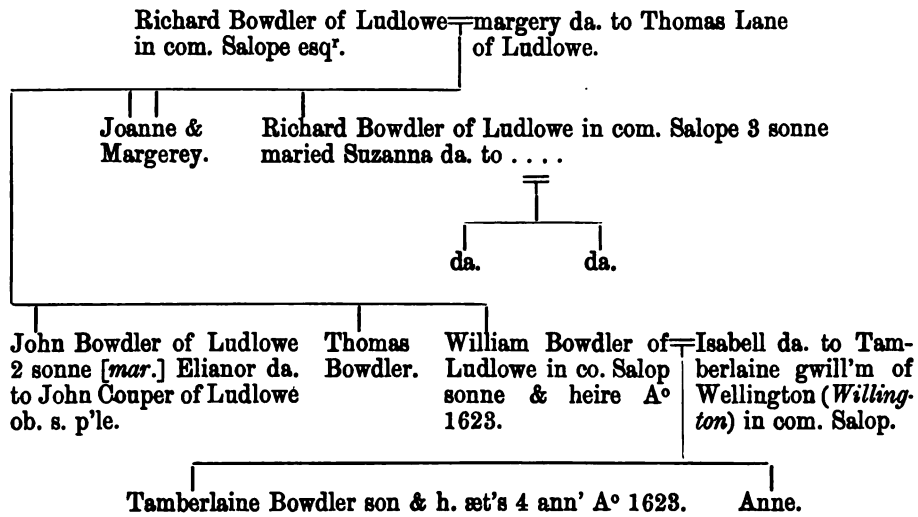 Richard Bowdler of Ludlowe margery da. to Thomas Lane
in com. Salope esqr. of Ludlowe.
Joanne &
Margerey.
Richard Bowdler of Ludlowe in com. Salope 3 sonne
maried Suzanna da. to . . . .
da. da.
John Bowdler of Ludlowe
2 sonne [mar.] Elianor da.
to John Couper of Ludlowe
ob. s. p'le.
Thomas
Bowdler.
William Bowdler of
Ludlowe in co. Salop
sonne & heire Aº
1623.
Isabell da. to Tam-
berlaine gwill'm of
Wellington (Willing-
ton) in com. Salop.
Tamberlaine Bowdler son & h. æt's 4 ann' Aº 1623. Anne.